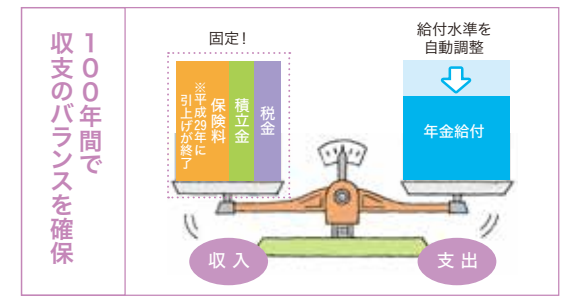 100年間で
収支のバランスを確保
固定!
税金
積立金
保険料
※平成29年に
引上げが終了
給付水準を
自動調整
年金給付
収入
支出